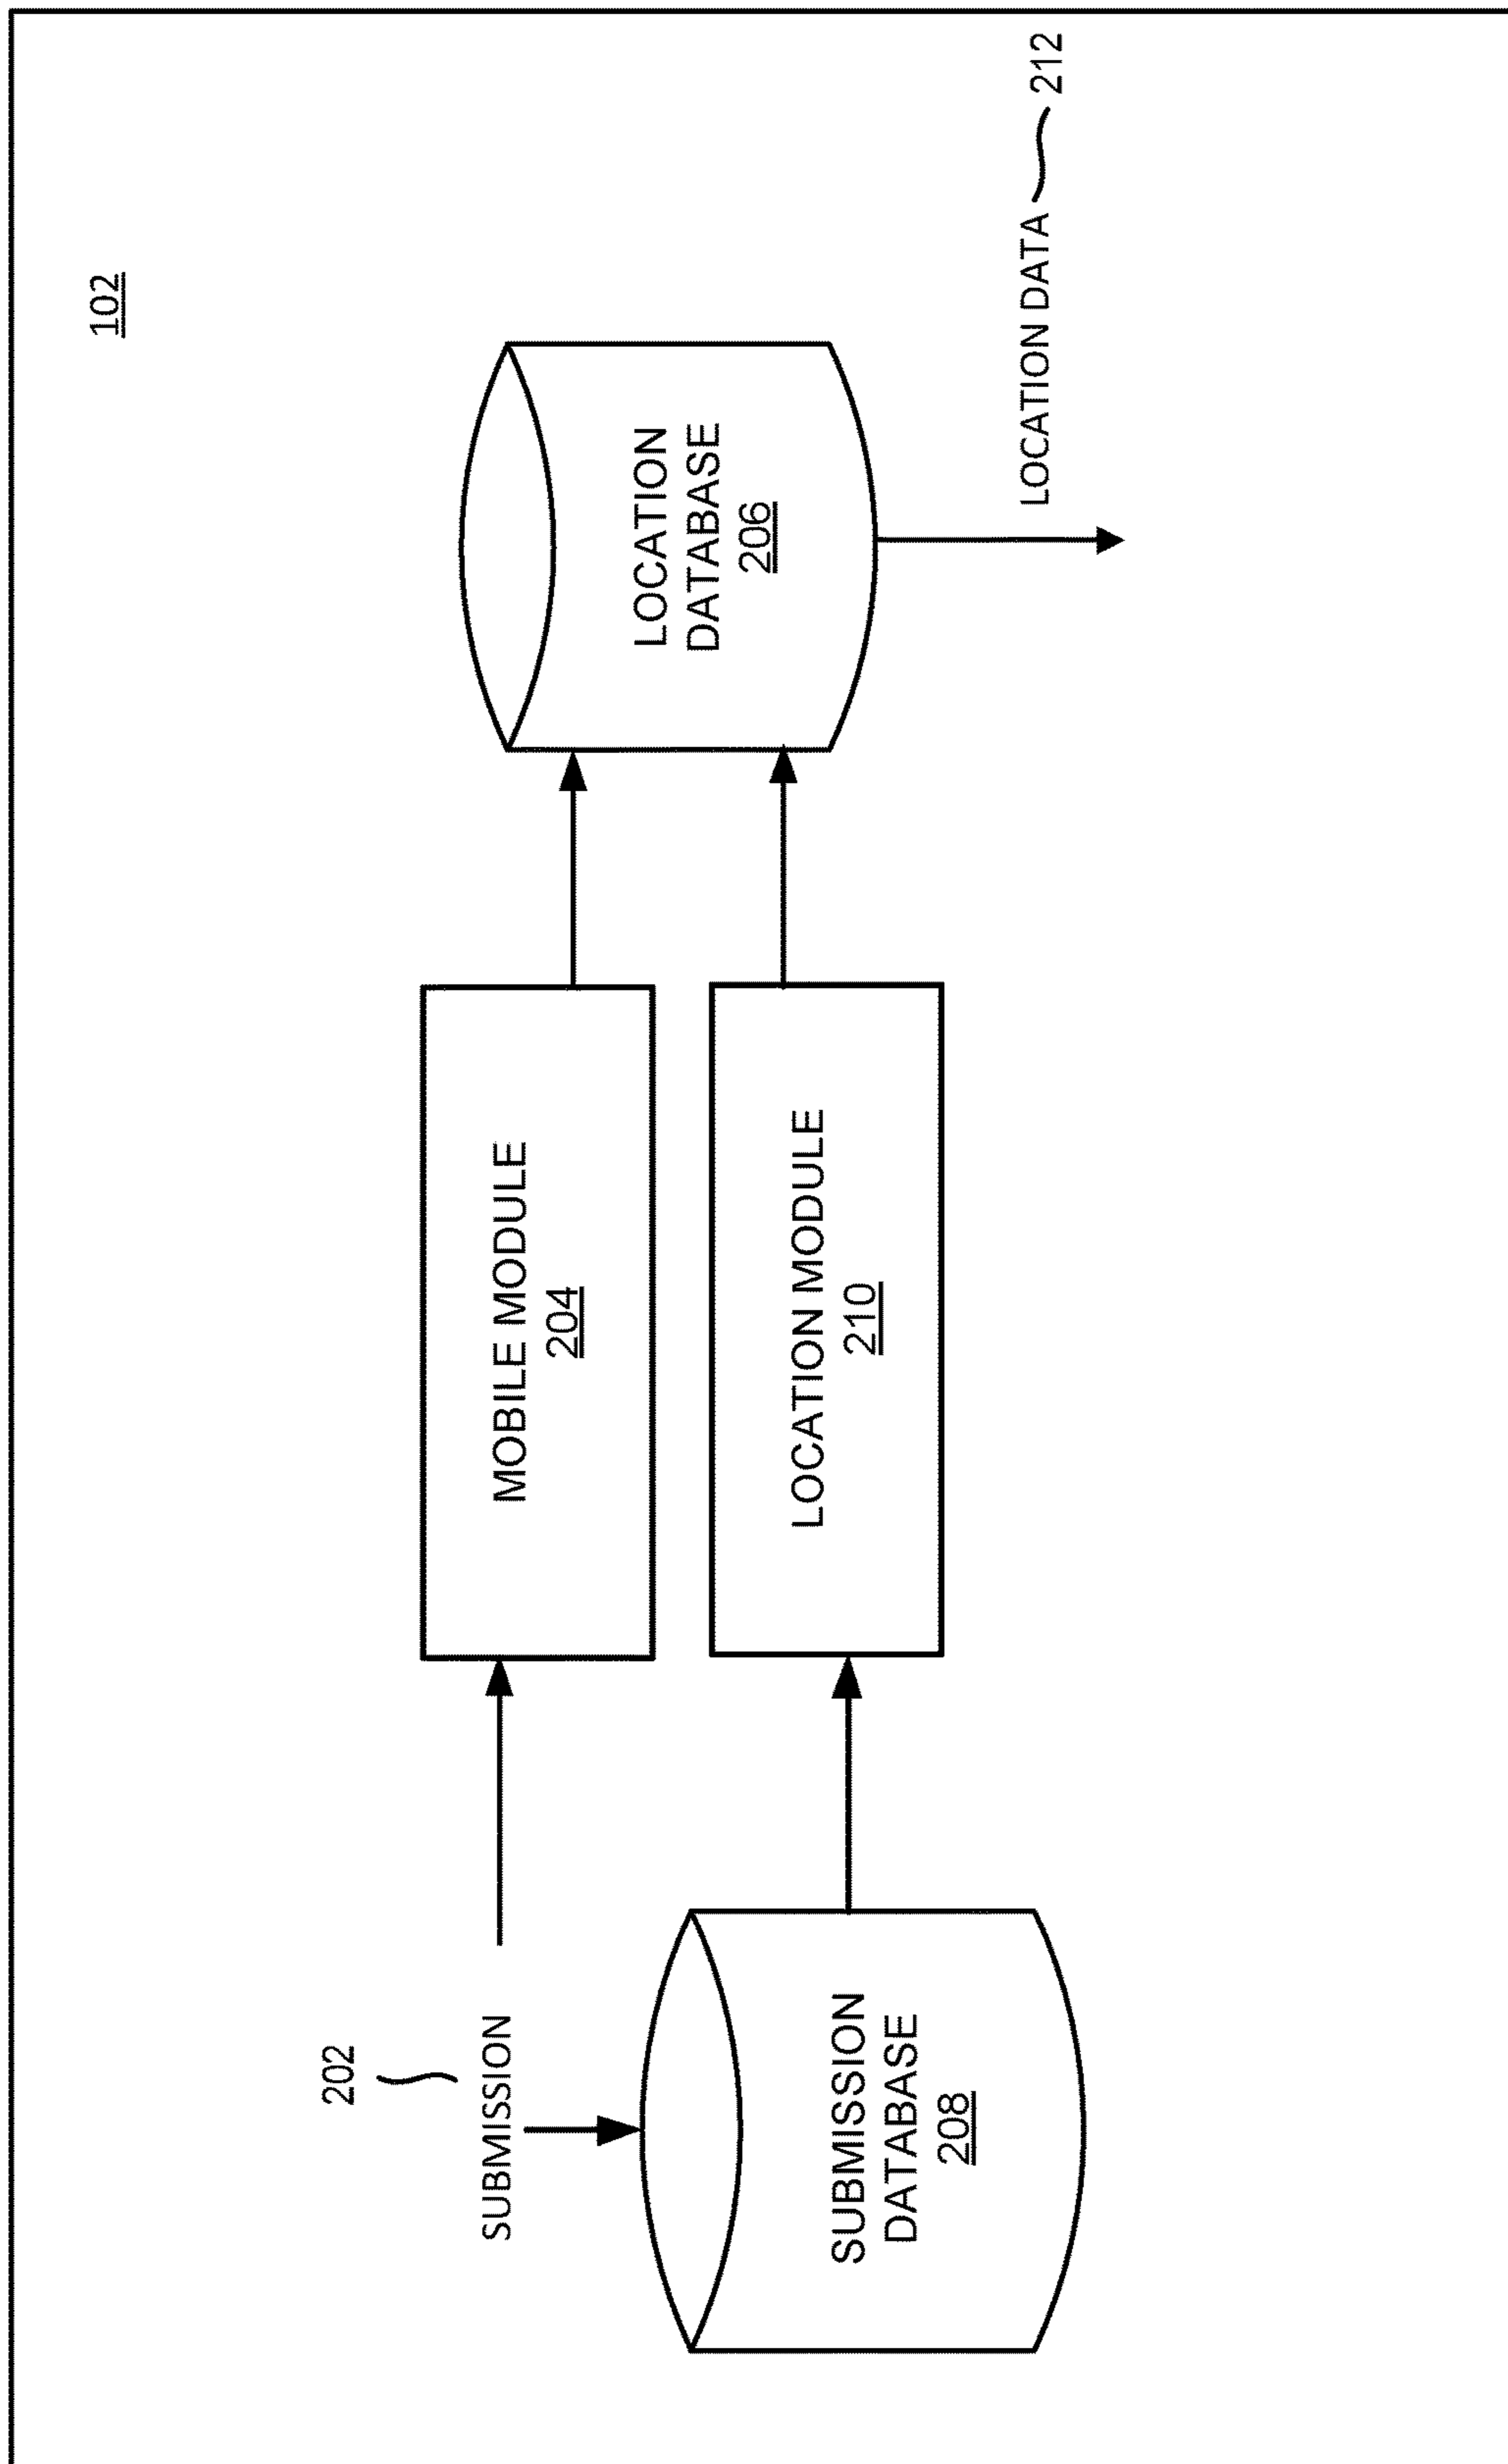 102
202
SUBMISSION
MOBILE MODULE
204
LOCATION
DATABASE
206
SUBMISSION
DATABASE
208
LOCATION MODULE
210
LOCATION DATA
212